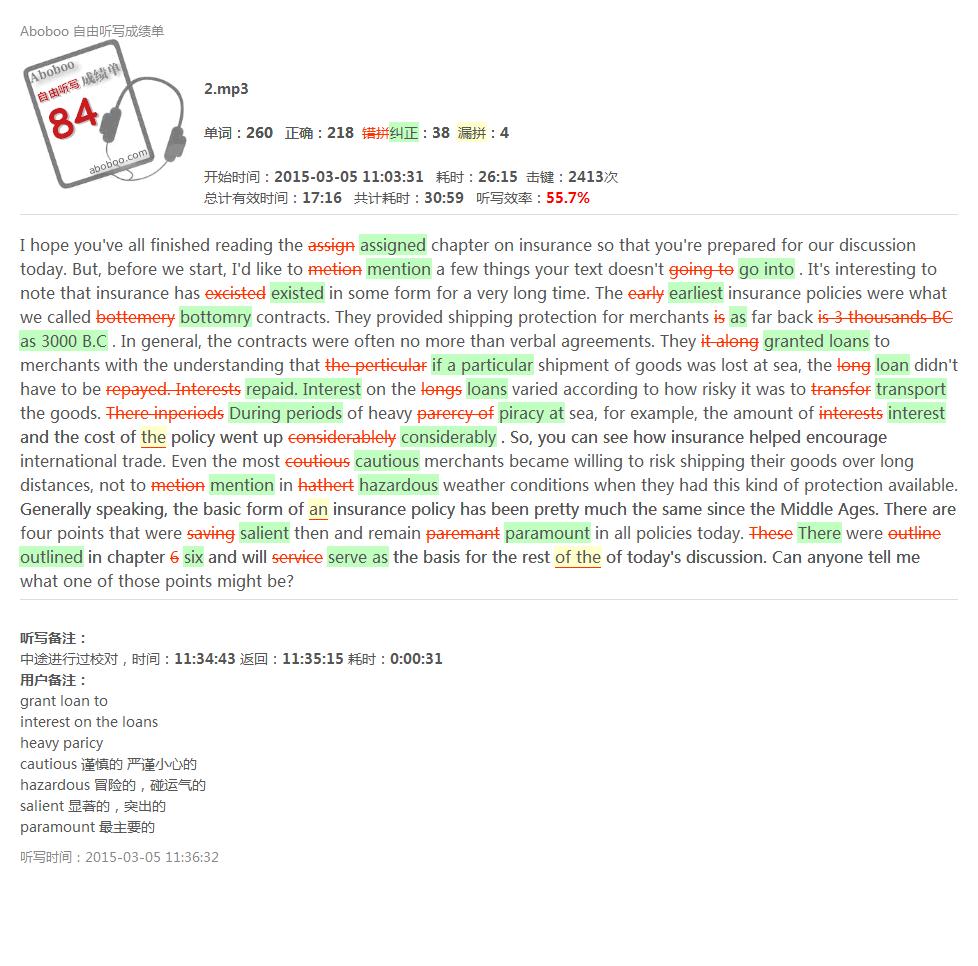 Aboboo 自由听写成绩单
Aboboo 成绩单
自由听写
84
aboboo.com
2.mp3
单词：260 正确：218 错拼纠正：38 漏拼：4
开始时间：2015-03-05 11:03:31 耗时：26:15 击键：2413次
总计有效时间：17:16 共计耗时：30:59 听写效率：55.7%
I hope you've all finished reading the assign assigned chapter on insurance so that you're prepared for our discussion
today. But, before we start, I'd like to metion mention a few things your text doesn't going to go into . It's interesting to
note that insurance has excisted existed in some form for a very long time. The early earliest insurance policies were what
we called bottemery bottomry contracts. They provided shipping protection for merchants is as far back is 3 thousands BC
as 3000 B.C . In general, the contracts were often no more than verbal agreements. They it along granted loans to
merchants with the understanding that the perticular if a particular shipment of goods was lost at sea, the long loan didn't
have to be repayed. Interests repaid. Interest on the longs loans varied according to how risky it was to transfor transport
the goods. There inperiods During periods of heavy parercy of piracy at sea, for example, the amount of interests interest
and the cost of the policy went up considerablely considerably . So, you can see how insurance helped encourage
international trade. Even the most coutious cautious merchants became willing to risk shipping their goods over long
distances, not to metion mention in hathert hazardous weather conditions when they had this kind of protection available.
Generally speaking, the basic form of an insurance policy has been pretty much the same since the Middle Ages. There are
four points that were saving salient then and remain paremant paramount in all policies today. These There were outline
outlined in chapter 6 six and will service serve as the basis for the rest of the of today's discussion. Can anyone tell me
what one of those points might be?
听写备注：
中途进行过校对，时间：11:34:43 返回：11:35:15 耗时：0:00:31
用户备注：
grant loan to
interest on the loans
heavy paricy
cautious 谨慎的 严谨小心的
hazardous 冒险的，碰运气的
salient 显著的，突出的
paramount 最主要的
听写时间：2015-03-05 11:36:32